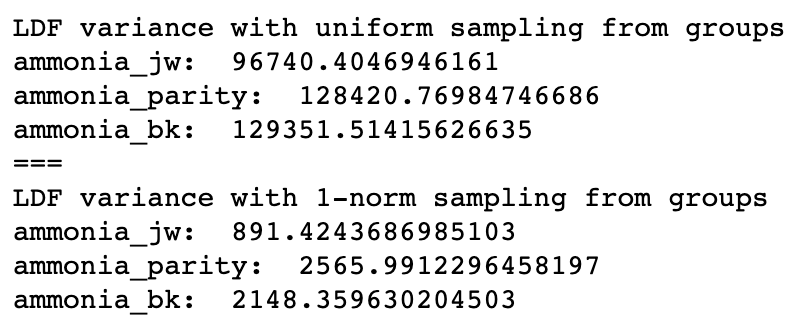 LDF variance with uniform sampling from groups
ammonia_jw:  96740.4046946161
ammonia_parity:  128420.76984746686
ammonia_bk:  129351.51415626635
===
LDF variance with 1-norm sampling from groups
ammonia_jw:  891.4243686985103
ammonia_parity:  2565.9912296458197
ammonia_bk:  2148.359630204503